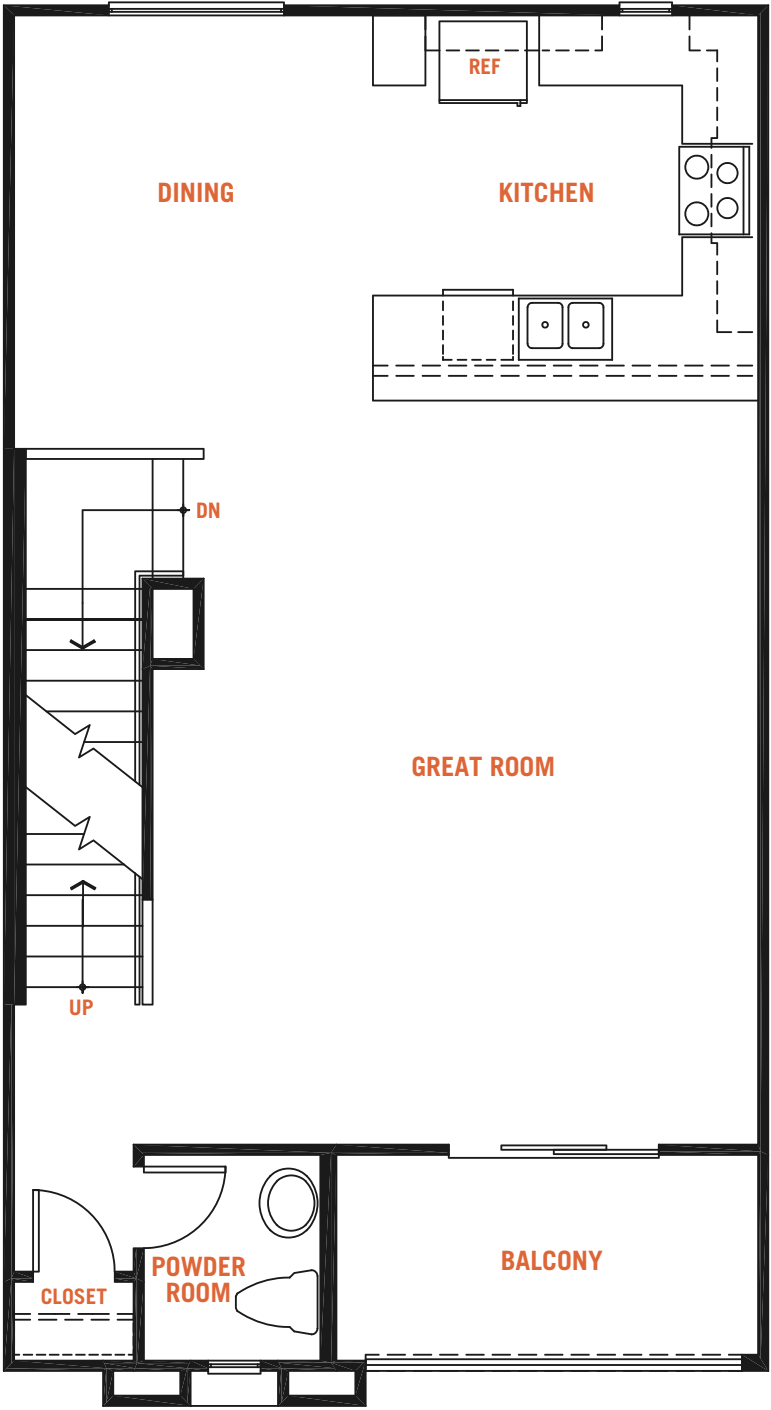 REF
DINING
KITCHEN
DN
GREAT ROOM
UP
POWDER
ROOM
BALCONY
CLOSET